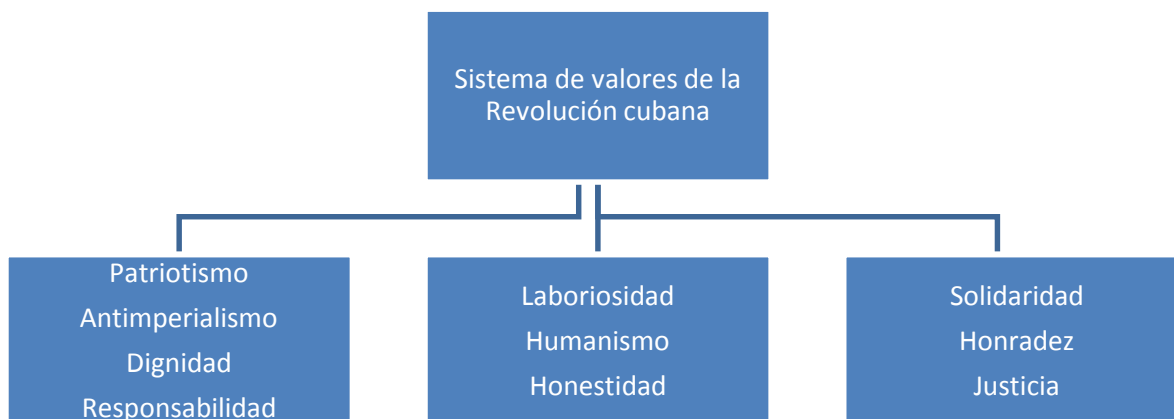 Sistema de valores de la
Revolución cubana
Patriotismo
Antimperialismo
Dignidad
Responsabilidad
Laboriosidad
Humanismo
Honestidad
Solidaridad
Honradez
Justicia